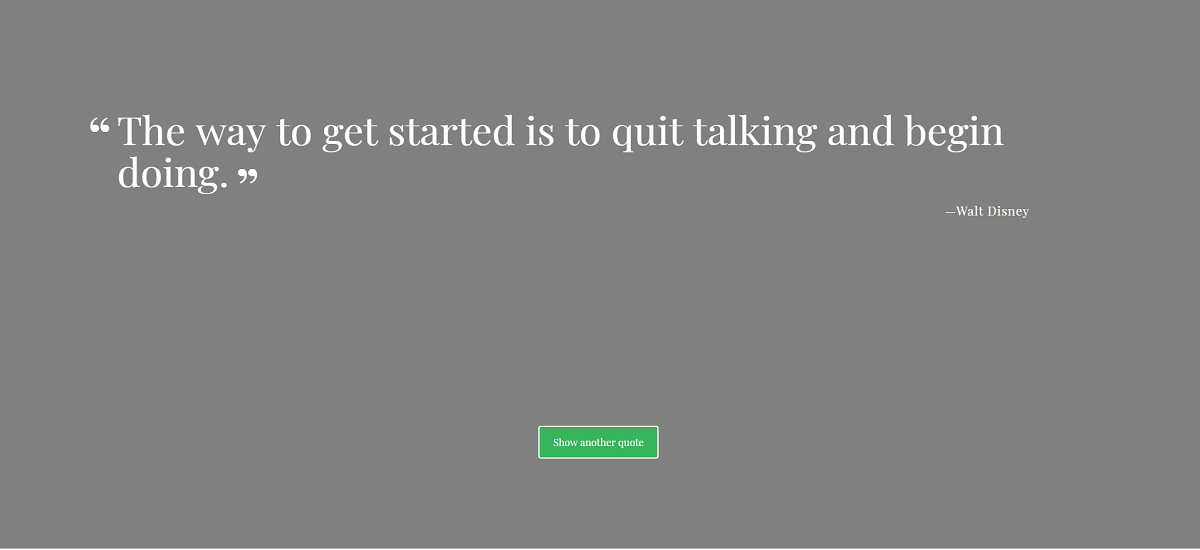 “ The way to get started is to quit talking and begin
doing. ”
—Walt Disney
Show another quote